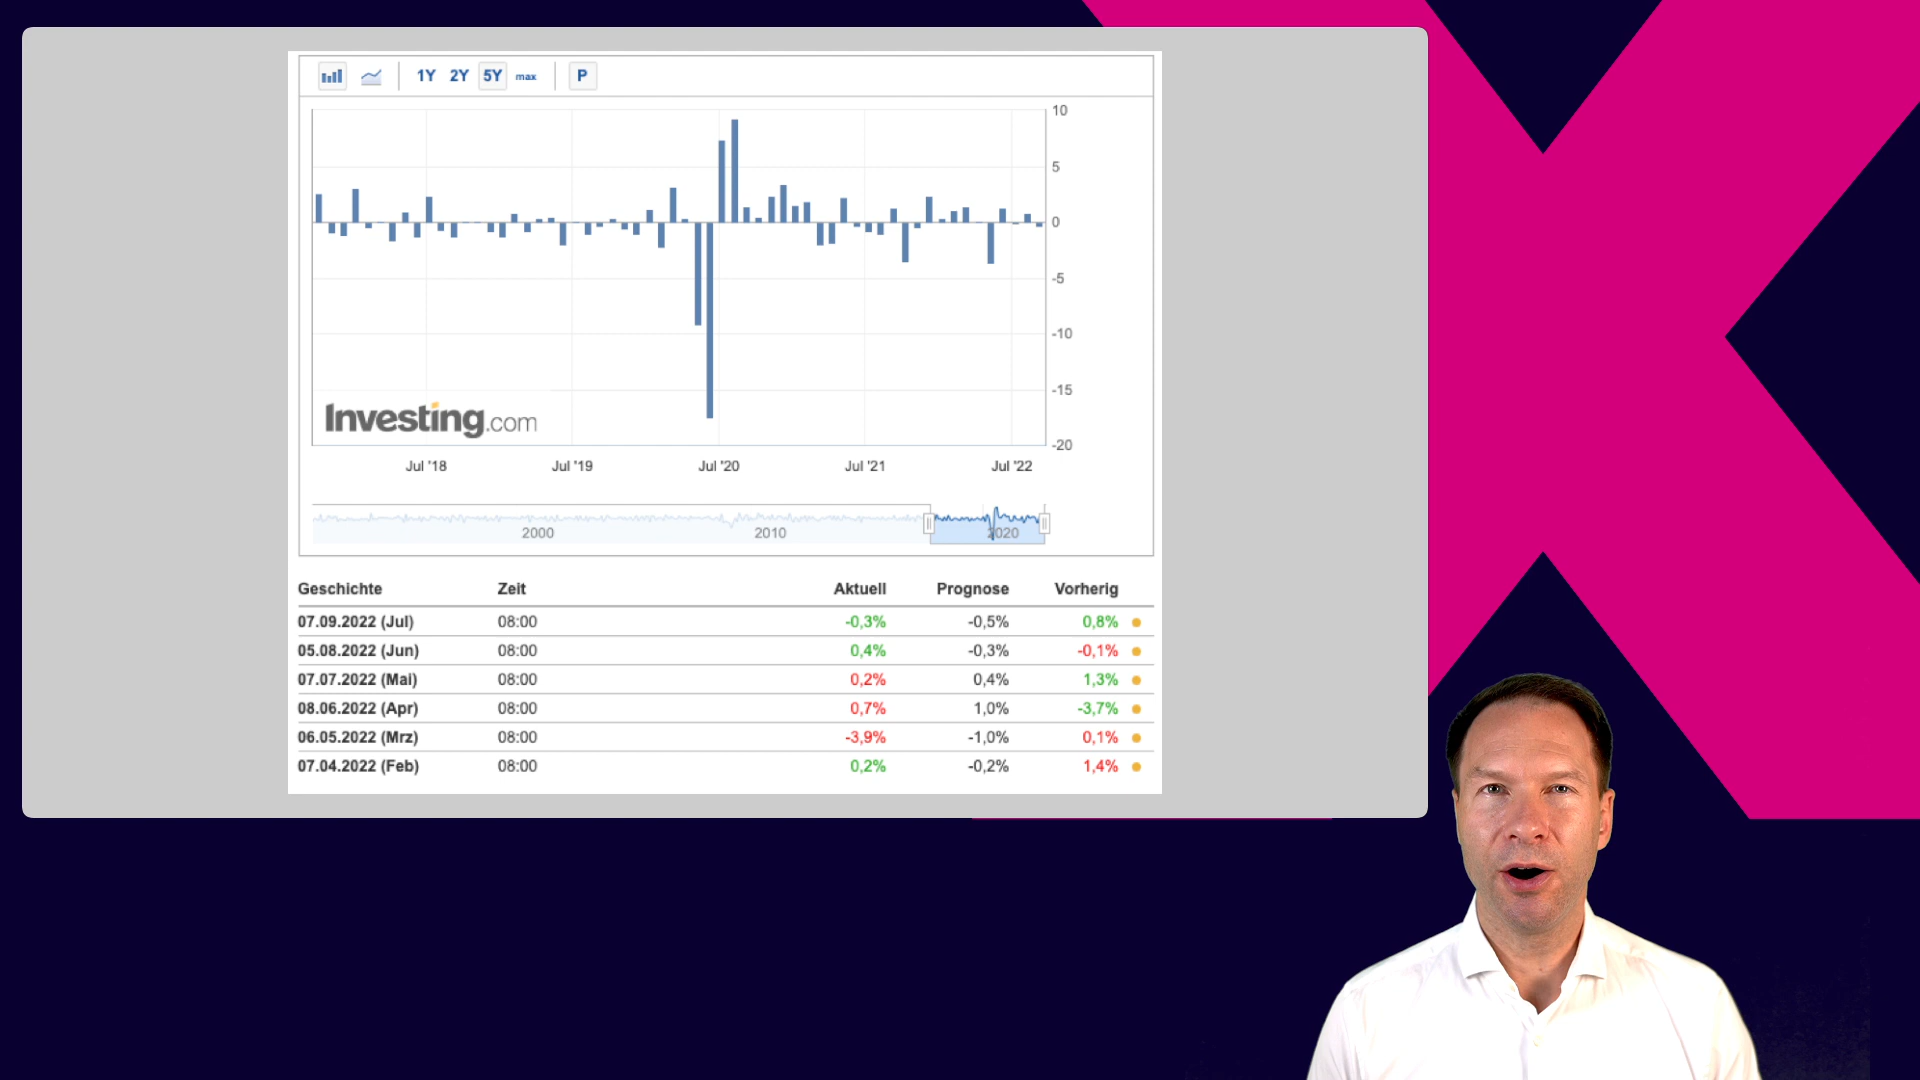 1Y 2Y 5Y max P
10
5
0
-5
-10
-15
-20
Investing.com
Jul '18 Jul '19 Jul '20 Jul '21 Jul '22
2000 2010 2020
Geschichte Zeit Aktuell Prognose Vorherig
07.09.2022 (Jul) 08:00 -0,3% -0,5% 0,8%
05.08.2022 (Jun) 08:00 0,4% -0,3% -0,1%
07.07.2022 (Mai) 08:00 0,2% 0,4% 1,3%
08.06.2022 (Apr) 08:00 0,7% 1,0% -3,7%
06.05.2022 (Mrz) 08:00 -3,9% -1,0% 0,1%
07.04.2022 (Feb) 08:00 0,2% -0,2% 1,4%